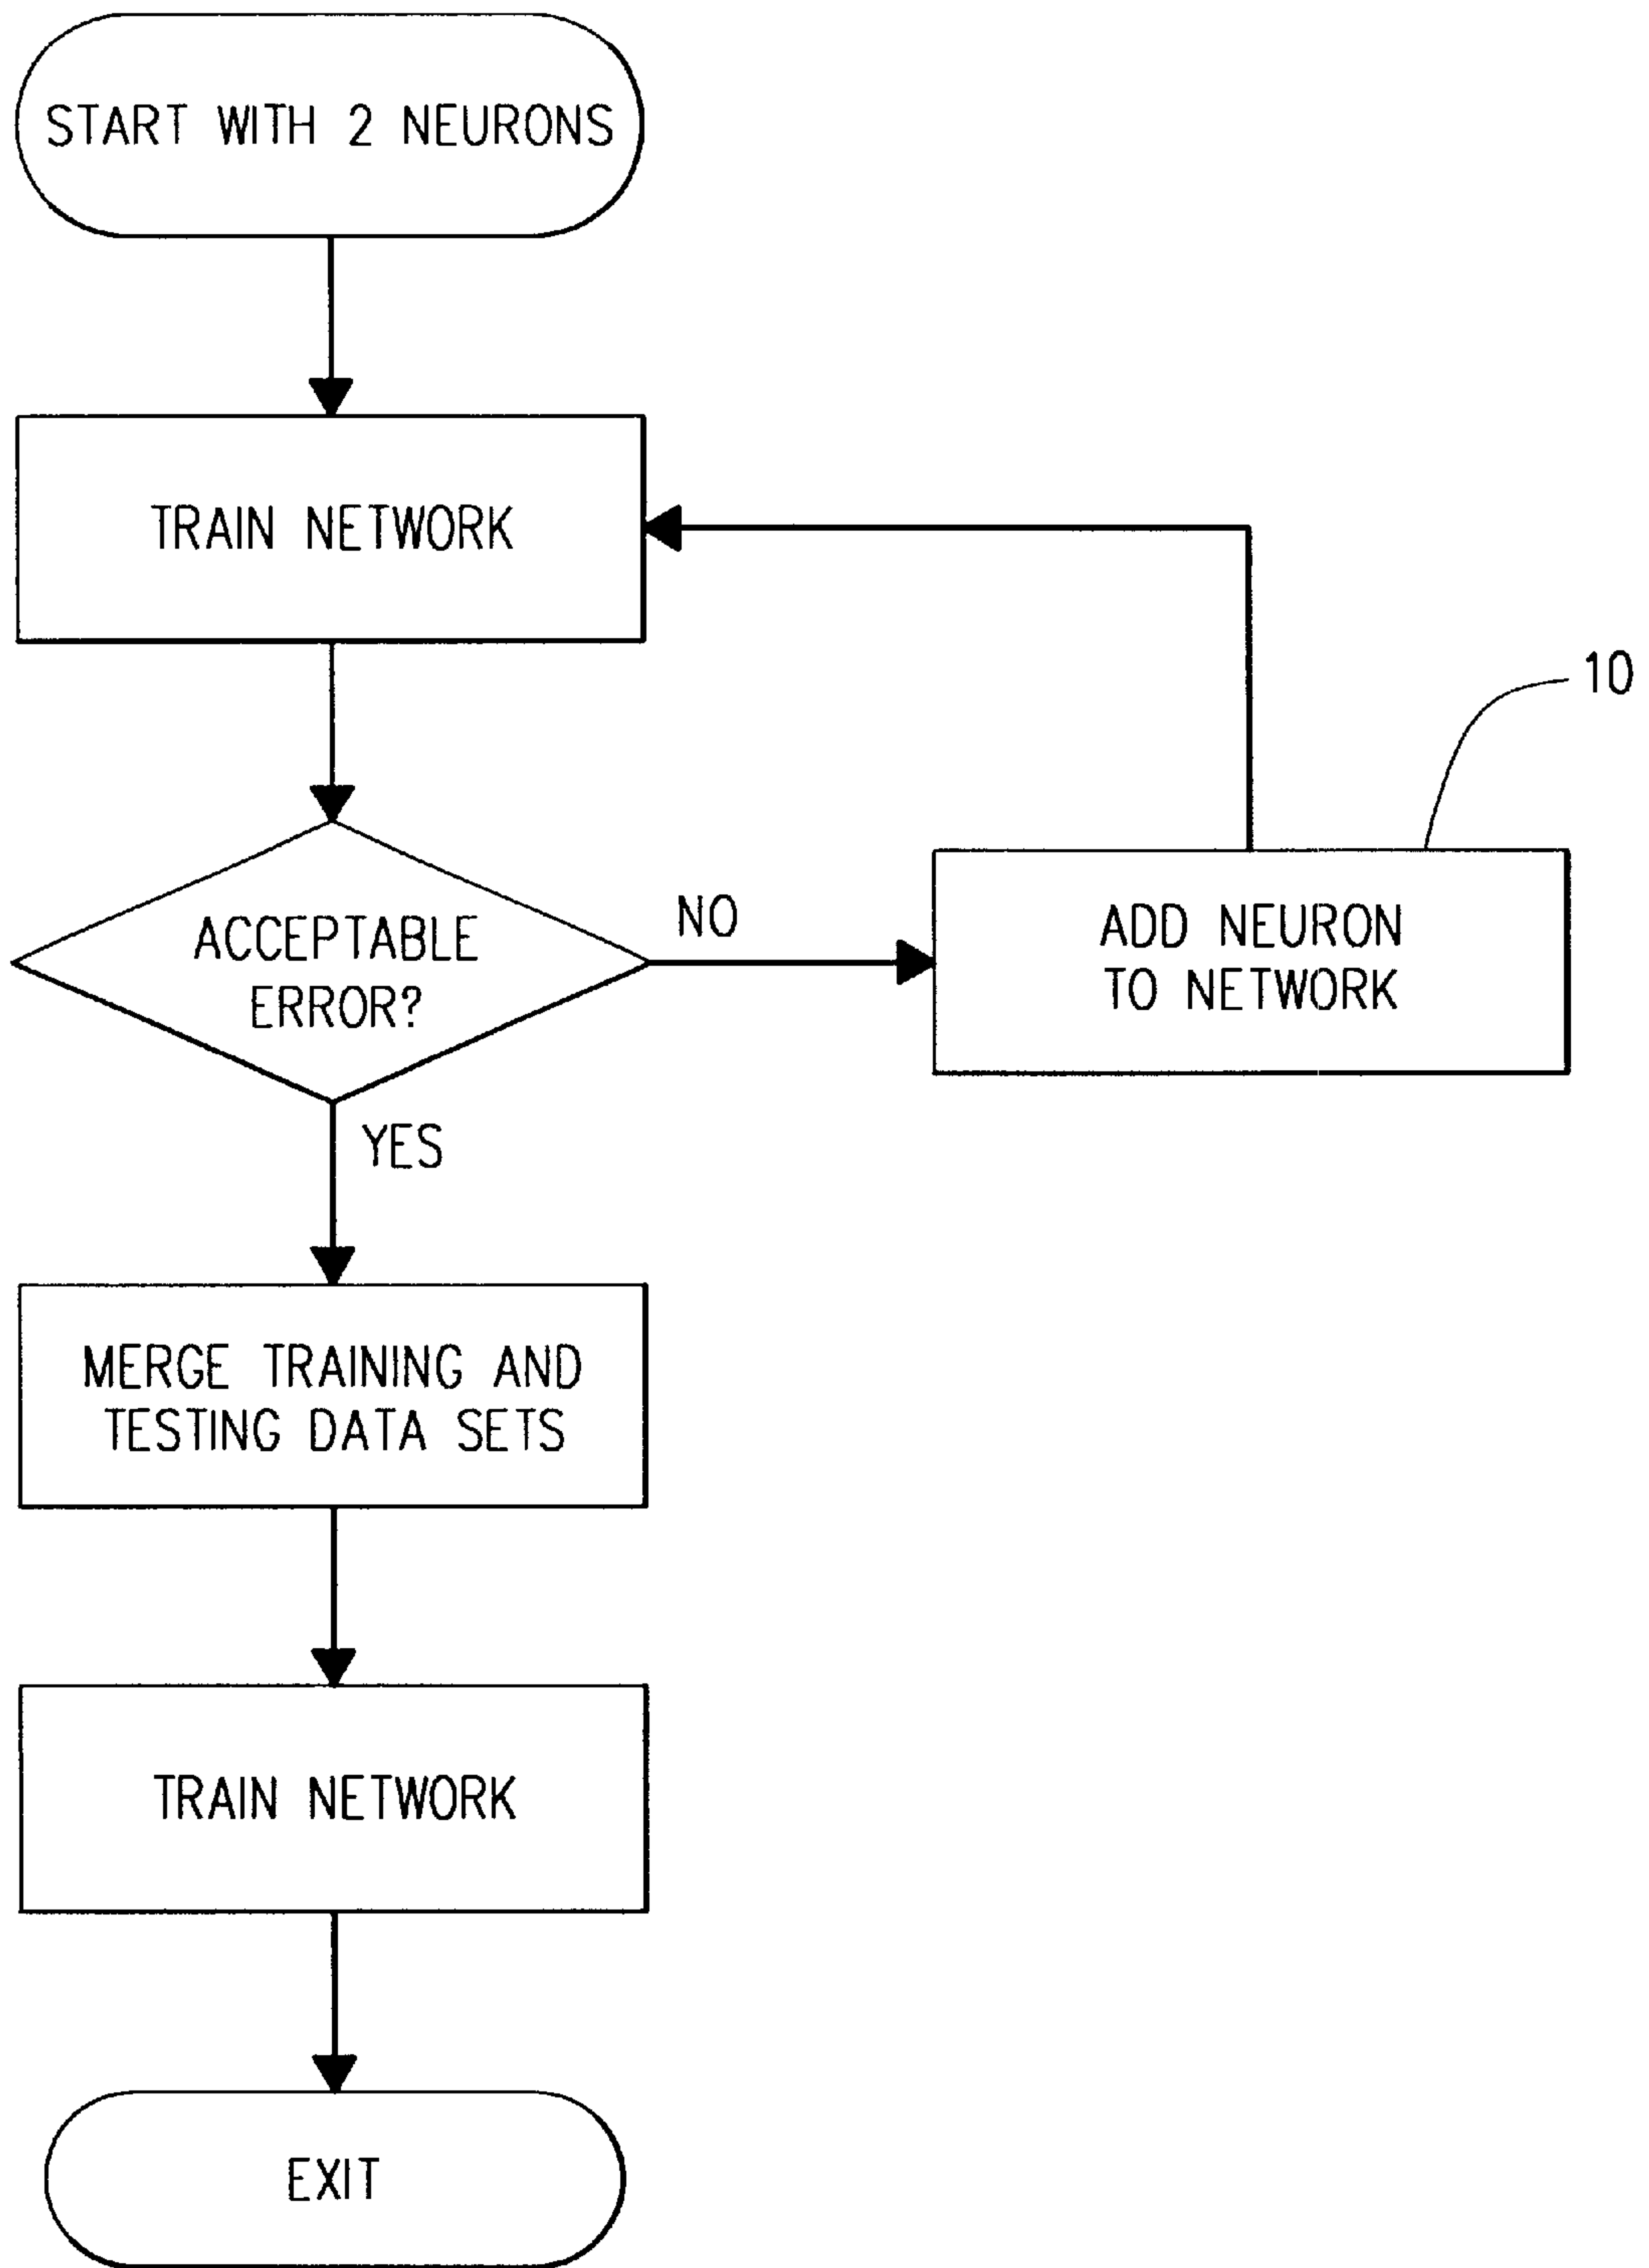 START WITH 2 NEURONS
TRAIN NETWORK
10
ACCEPTABLE
ERROR?
NO
ADD NEURON
TO NETWORK
YES
MERGE TRAINING AND
TESTING DATA SETS
TRAIN NETWORK
EXIT